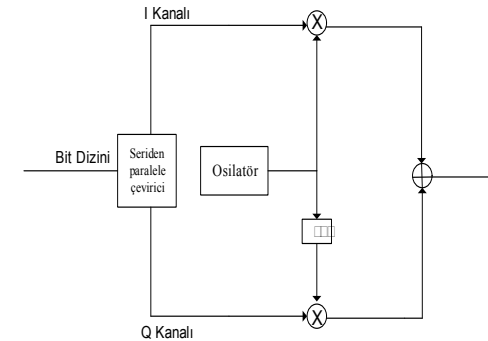 I Kanalı
X
Bit Dizini
Seriden
paralele
çevirici
Osilatör
X
Q Kanalı